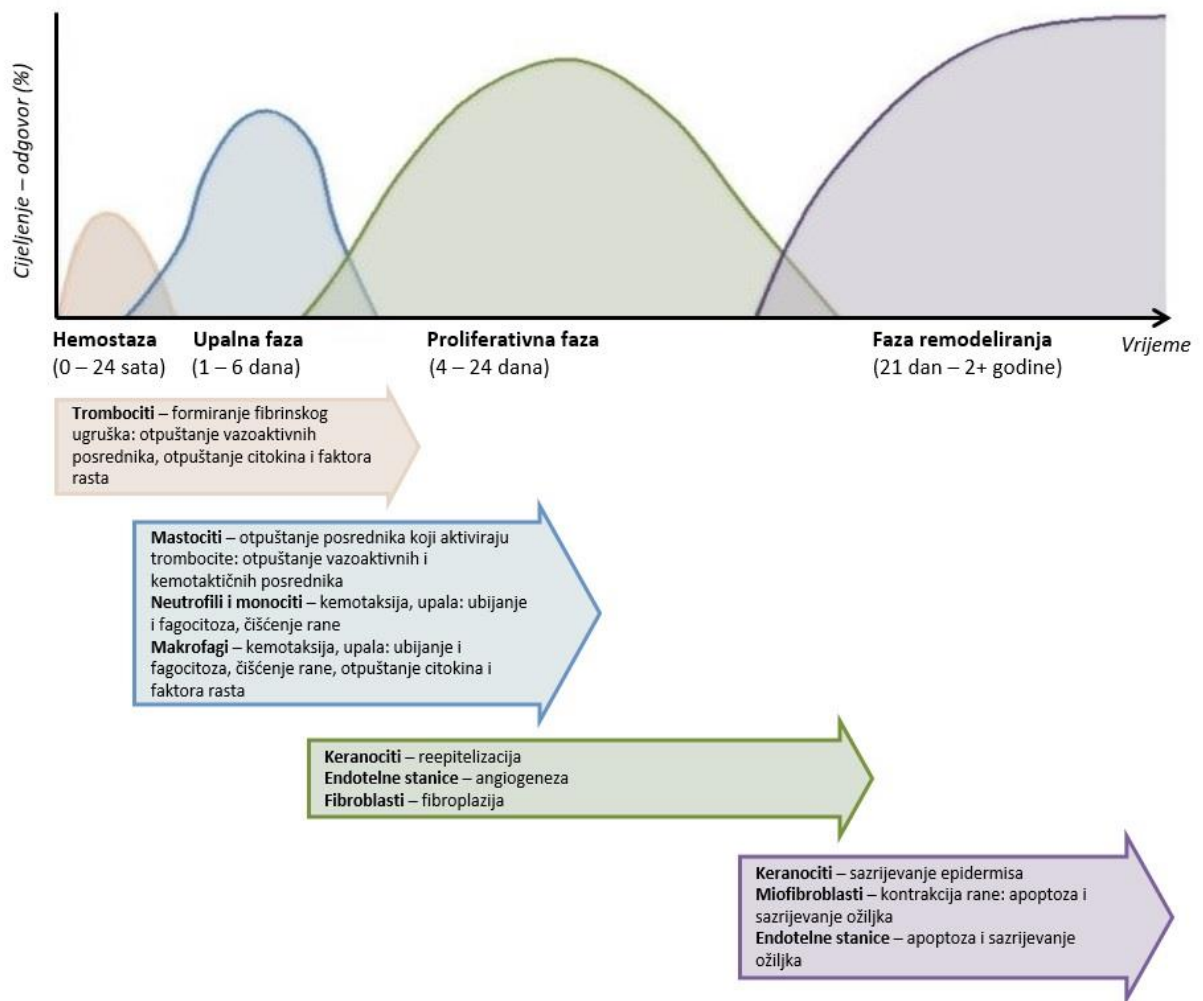 Cijeljenje – odgovor (%)
Hemostaza
(0 – 24 sata)
Upalna faza
(1 – 6 dana)
Proliferativna faza
(4 – 24 dana)
Faza remodeliranja
(21 dan – 2+ godine)
Vrijeme
Trombociti – formiranje fibrinskog
ugruška: otpuštanje vazoaktivnih
posrednika, otpuštanje citokina i faktora
rasta
Mastociti – otpuštanje posrednika koji aktiviraju
trombocite: otpuštanje vazoaktivnih i
kemotaktičnih posrednika
Neutrofili i monociti – kemotaksija, upala: ubijanje
i fagocitoza, čišćenje rane
Makrofagi – kemotaksija, upala: ubijanje i
fagocitoza, čišćenje rane, otpuštanje citokina i
faktora rasta
Keranociti – reepitelizacija
Endotelne stanice – angiogeneza
Fibroblasti – fibroplazija
Keranociti – sazrijevanje epidermisa
Miofibroblasti – kontrakcija rane: apoptoza i
sazrijevanje ožiljka
Endotelne stanice – apoptoza i sazrijevanje
ožiljka